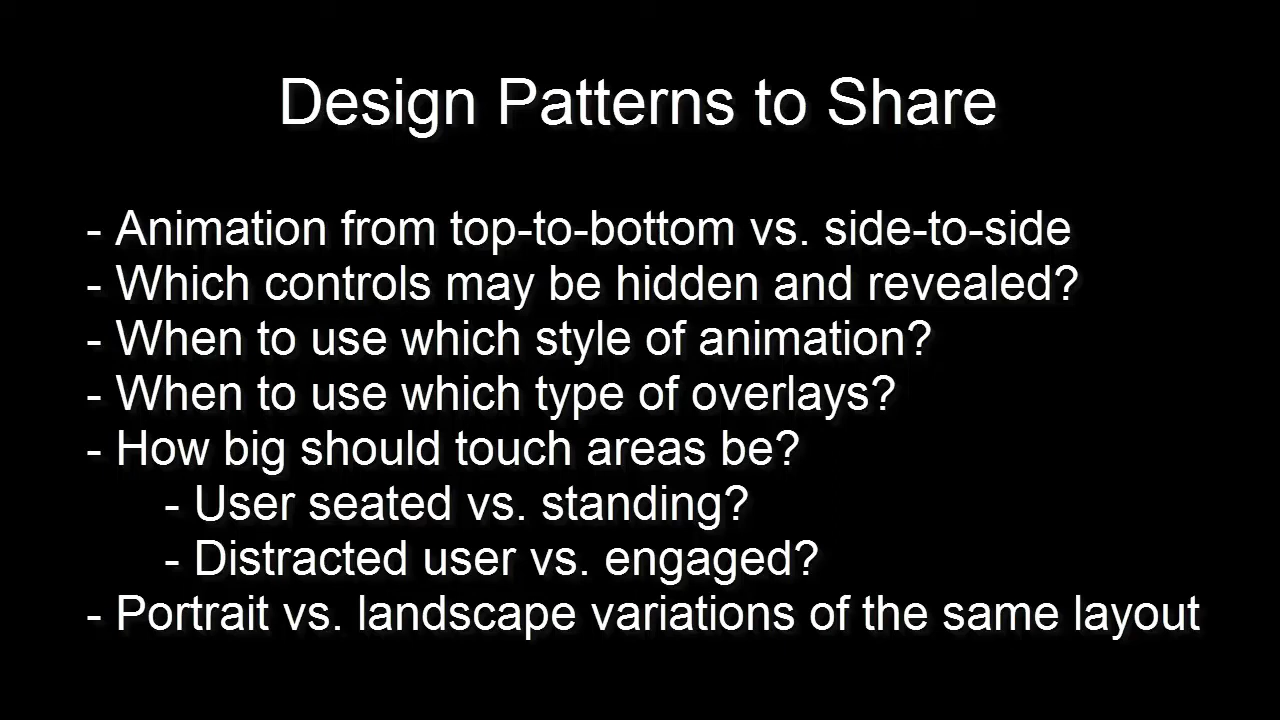 Design Patterns to Share
- Animation from top-to-bottom vs. side-to-side
- Which controls may be hidden and revealed?
- When to use which style of animation?
- When to use which type of overlays?
- How big should touch areas be?
- User seated vs. standing?
- Distracted user vs. engaged?
- Portrait vs. landscape variations of the same layout